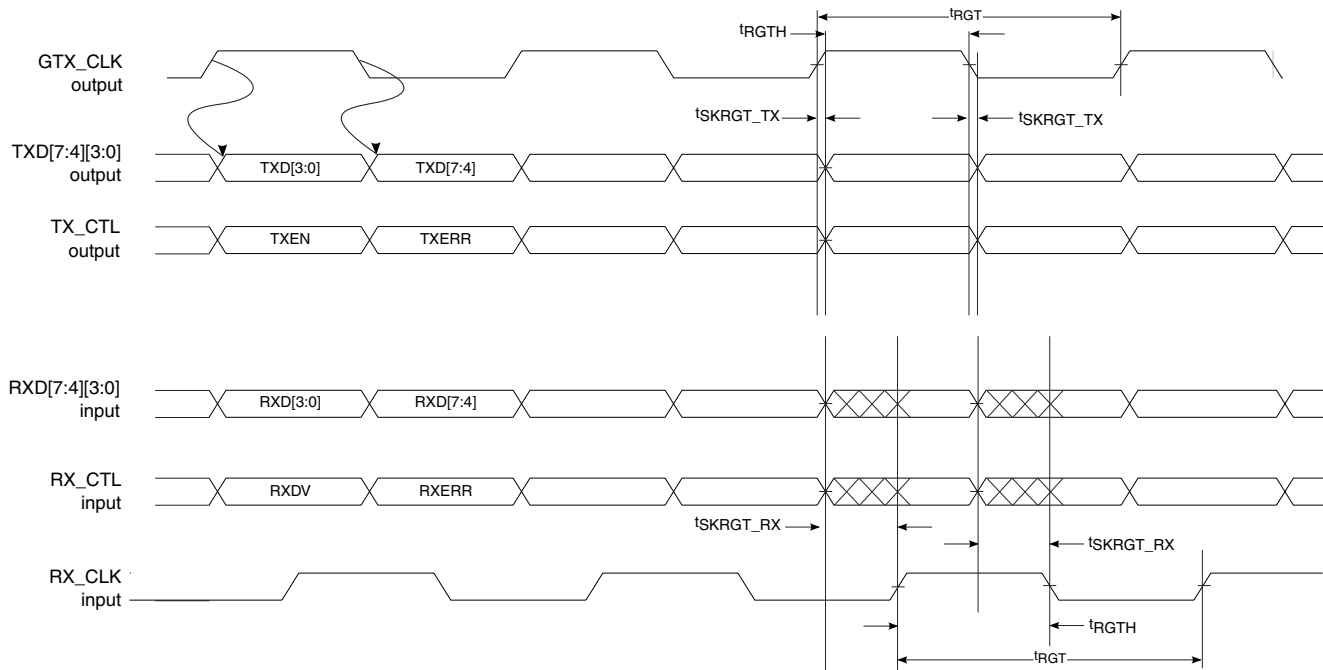 tRGT
tRGTH
GTX_CLK
output
tSKRGT_TX
tSKRGT_TX
TXD[7:4][3:0]
output
TXD[3:0]
TXD[7:4]
TX_CTL
output
TXEN
TXERR
RXD[7:4][3:0]
input
RXD[3:0]
RXD[7:4]
RX_CTL
input
RXDV
RXERR
tSKRGT_RX
tSKRGT_RX
RX_CLK
input
tRGTH
tRGT